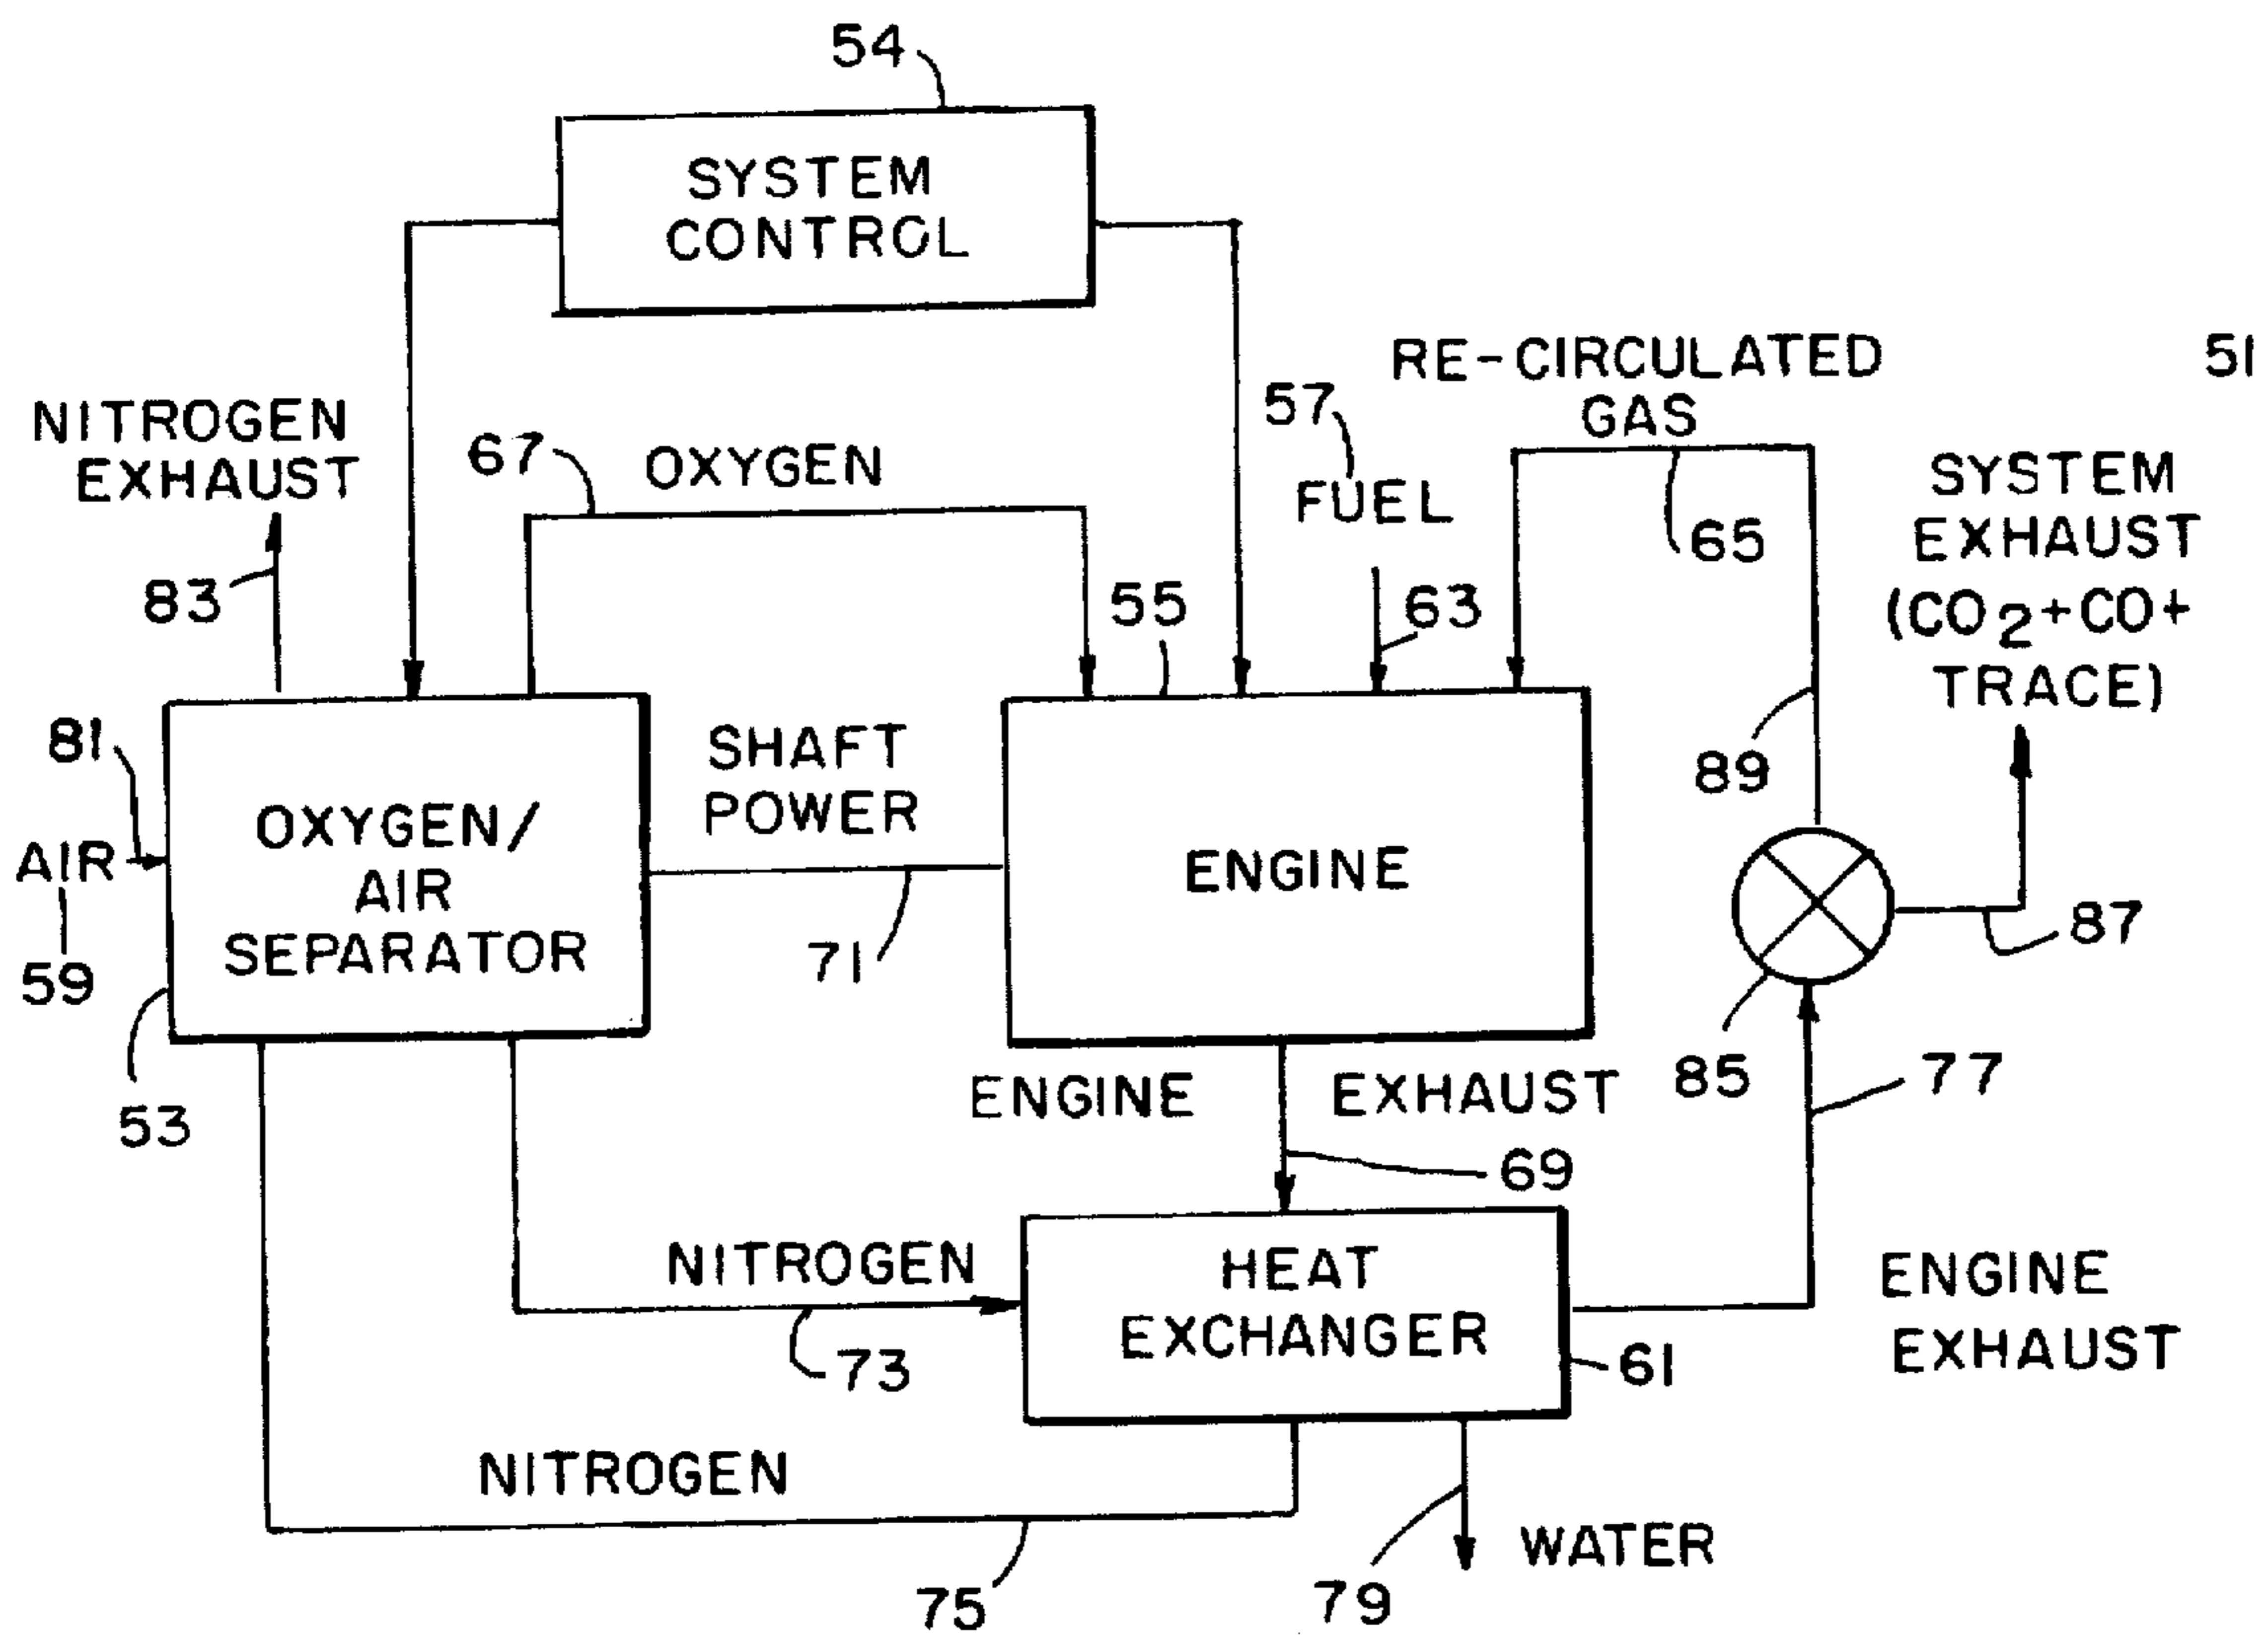 54
SYSTEM
CONTROL
RE-CIRCULATED
GAS
51
57
FUEL
NITROGEN
EXHAUST
67
OXYGEN
65
SYSTEM
EXHAUST
(CO2+CO+
TRACE)
83
55
63
81
SHAFT
POWER
89
AIR
59
OXYGEN/
AIR
SEPARATOR
ENGINE
71
87
53
ENGINE EXHAUST
85
77
69
NITROGEN
73
HEAT
EXCHANGER
61
ENGINE
EXHAUST
NITROGEN
75
79
WATER